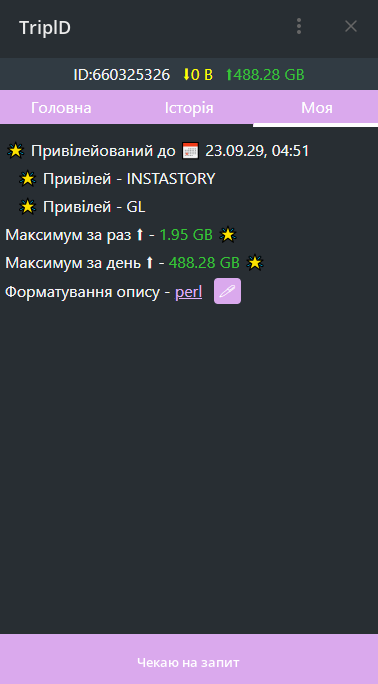 TripID
ID:660325326 ⬇0 B ⬆488.28 GB
Головна Історія Моя
Привілейований до 23.09.29, 04:51
Привілей - INSTASTORY
Привілей - GL
Максимум за раз ⬆ - 1.95 GB
Максимум за день ⬆ - 488.28 GB
Форматування опису - perl
Чекаю на запит